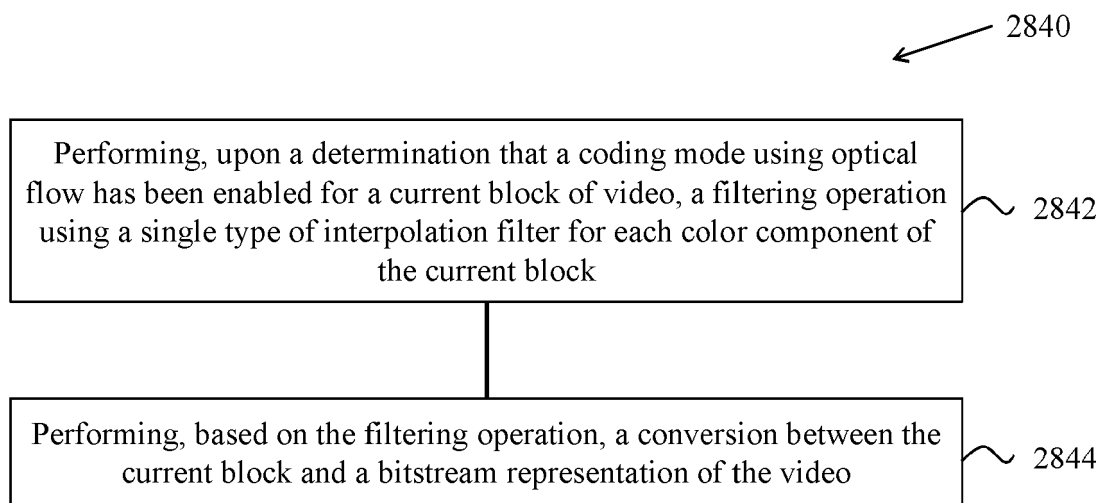 2840
Performing, upon a determination that a coding mode using optical
flow has been enabled for a current block of video, a filtering operation
using a single type of interpolation filter for each color component of
the current block
2842
Performing, based on the filtering operation, a conversion between the
current block and a bitstream representation of the video
2844